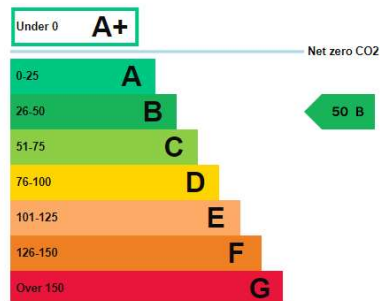 Under 0 A+
Net zero CO2
0-25 A
26-50 B
50 B
51-75 C
76-100 D
101-125 E
126-150 F
Over 150 G